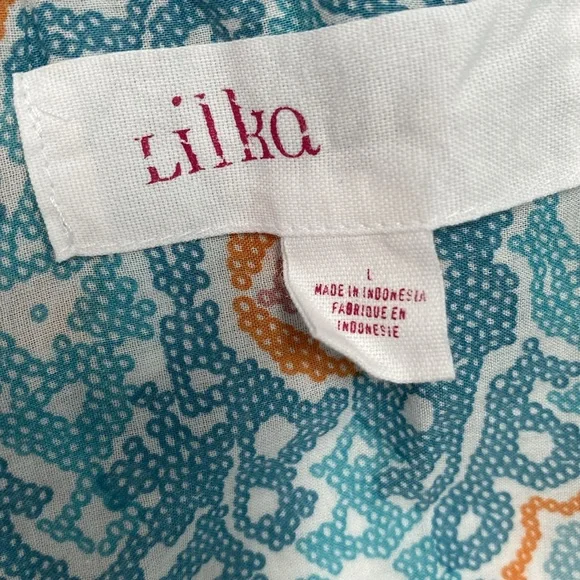 Lilka
L
MADE IN INDONESIA
FABRIQUE EN
INDONESIE